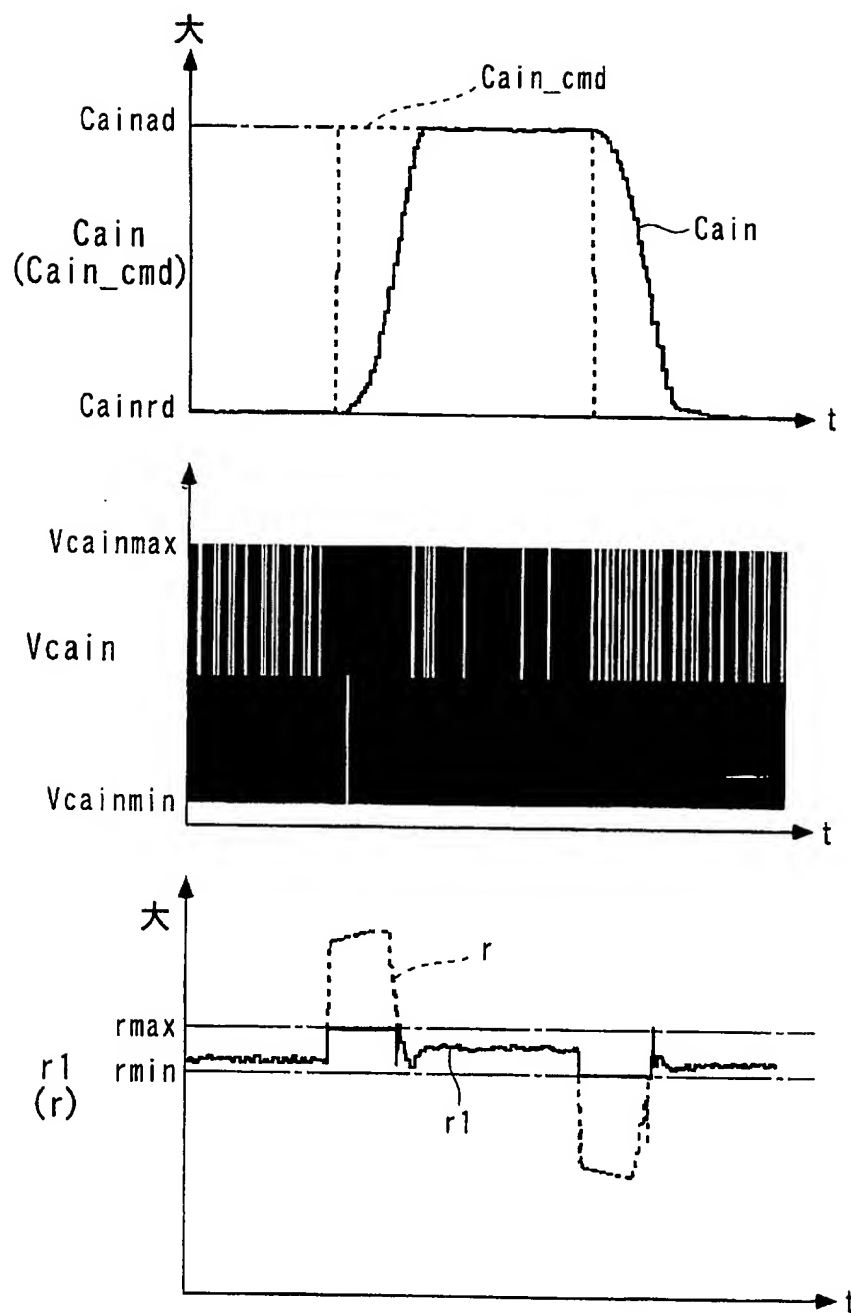 大
Cain_cmd
Cainad
Cain
(Cain_cmd)
Cain
Cainrd
t
Vcainmax
Vcain
Vcainmin
t
大
r
rmax
r1
(r)
rmin
r1
t